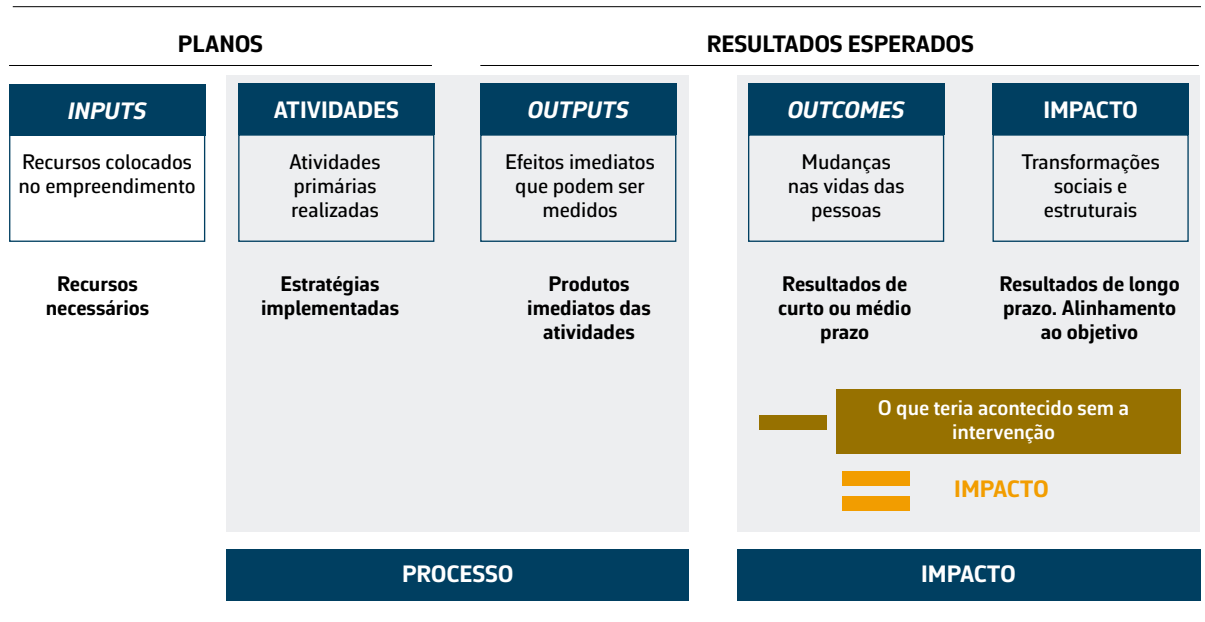 PLANOS
RESULTADOS ESPERADOS
INPUTS
Recursos colocados
no empreendimento
Recursos
necessários
ATIVIDADES
Atividades
primárias
realizadas
Estratégias
implementadas
OUTPUTS
Efeitos imediatos
que podem ser
medidos
Produtos
imediatos das
atividades
OUTCOMES
Mudanças
nas vidas das
pessoas
Resultados de
curto ou médio
prazo
IMPACTO
Transformações
sociais e
estruturais
Resultados de longo
prazo. Alinhamento
ao objetivo
O que teria acontecido sem a
intervenção
IMPACTO
PROCESSO
IMPACTO